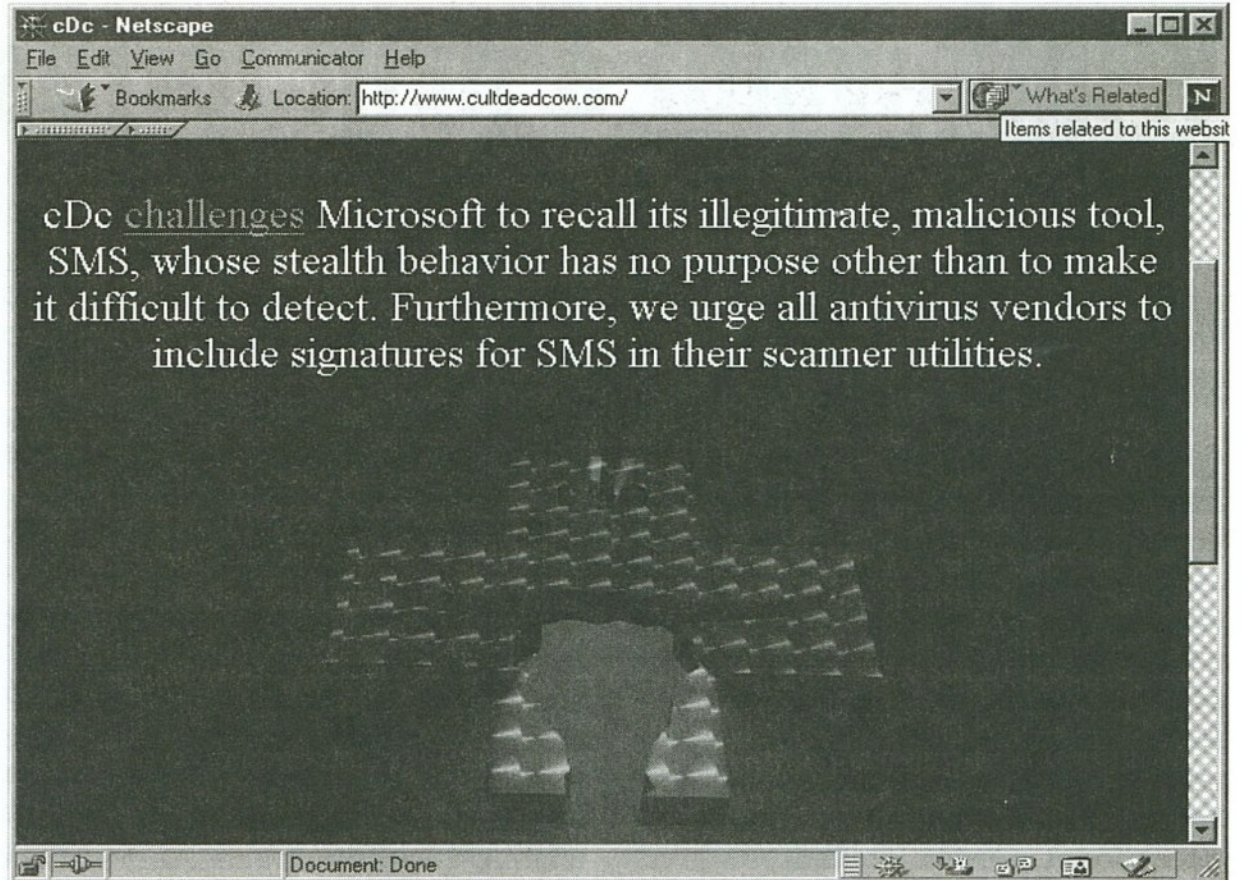 cDc - Netscape
File Edit View Go Communicator Help
Bookmarks Location: http://www.cultdeadcow.com/ What's Related N
Items related to this websit
cDc challenges Microsoft to recall its illegitimate, malicious tool,
SMS, whose stealth behavior has no purpose other than to make
it difficult to detect. Furthermore, we urge all antivirus vendors to
include signatures for SMS in their scanner utilities.
Document: Done